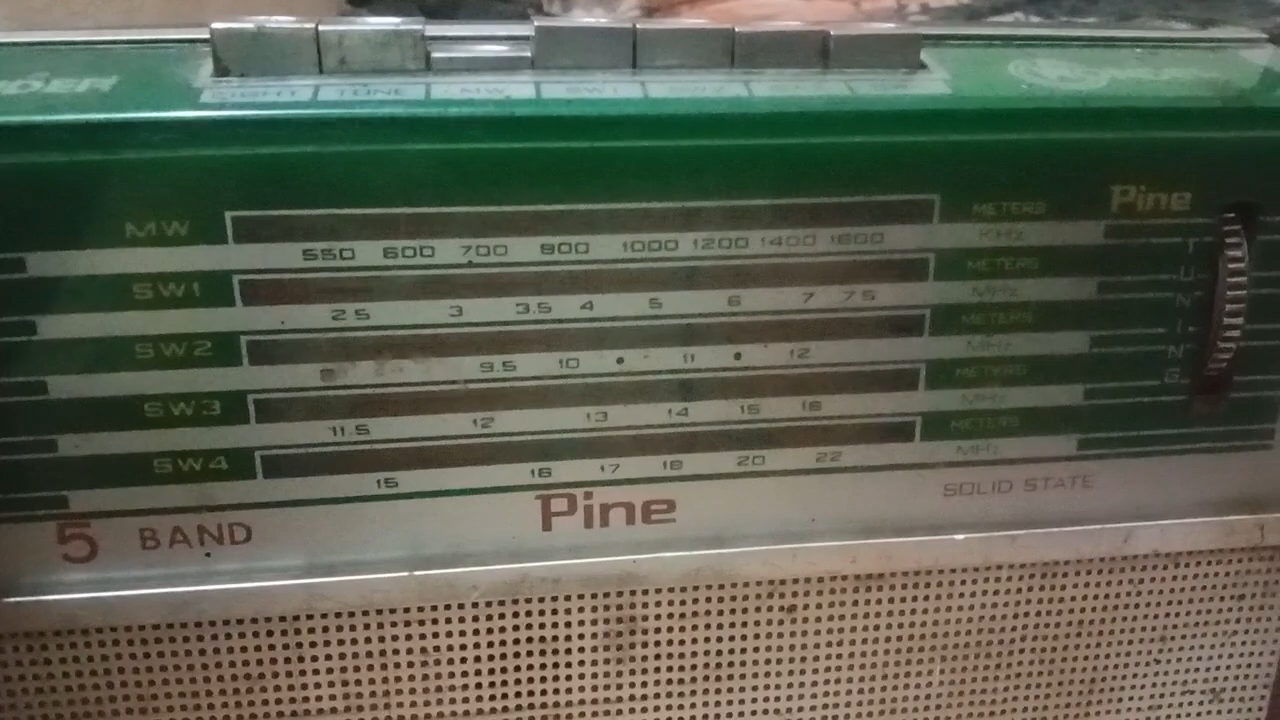 TONE MW SW1
Pine
MW METERS
550 600 700 800 1000 1200 1400 1600 KHz
SW1 METERS
2.5 3 3.5 4 5 6 7 7.5 MHz
SW2 METERS
9.5 10 11 12 MHz
SW3 METERS
11.5 12 13 14 15 16 MHz
SW4 METERS
15 16 17 18 20 22 MHz
TUNING
5 BAND Pine SOLID STATE